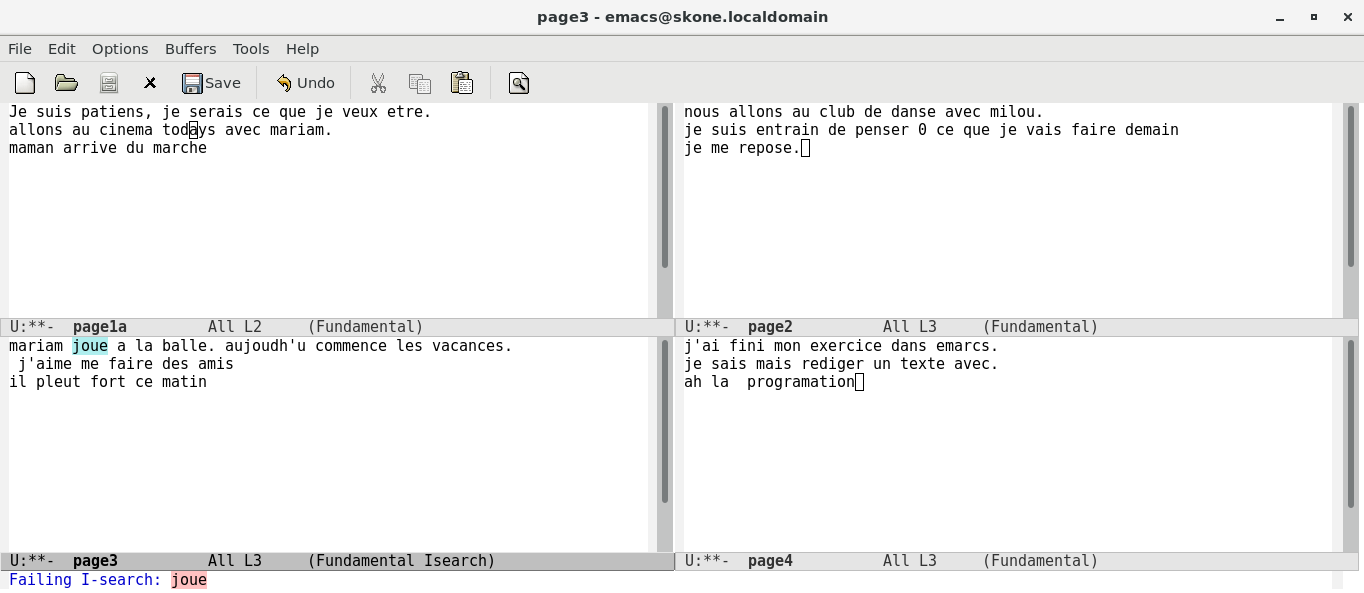 page3 - emacs@skone.localdomain
File Edit Options Buffers Tools Help
Save Undo
Je suis patiens, je serais ce que je veux etre.
allons au cinema todays avec mariam.
maman arrive du marche
U:**- page1a All L2 (Fundamental)
nous allons au club de danse avec milou.
je suis entrain de penser 0 ce que je vais faire demain
je me repose.
U:**- page2 All L3 (Fundamental)
mariam joue a la balle. aujoudh'u commence les vacances.
j'aime me faire des amis
il pleut fort ce matin
U:**- page3 All L3 (Fundamental Isearch)
j'ai fini mon exercice dans emarcs.
je sais mais rediger un texte avec.
ah la  programation
U:**- page4 All L3 (Fundamental)
Failing I-search: joue